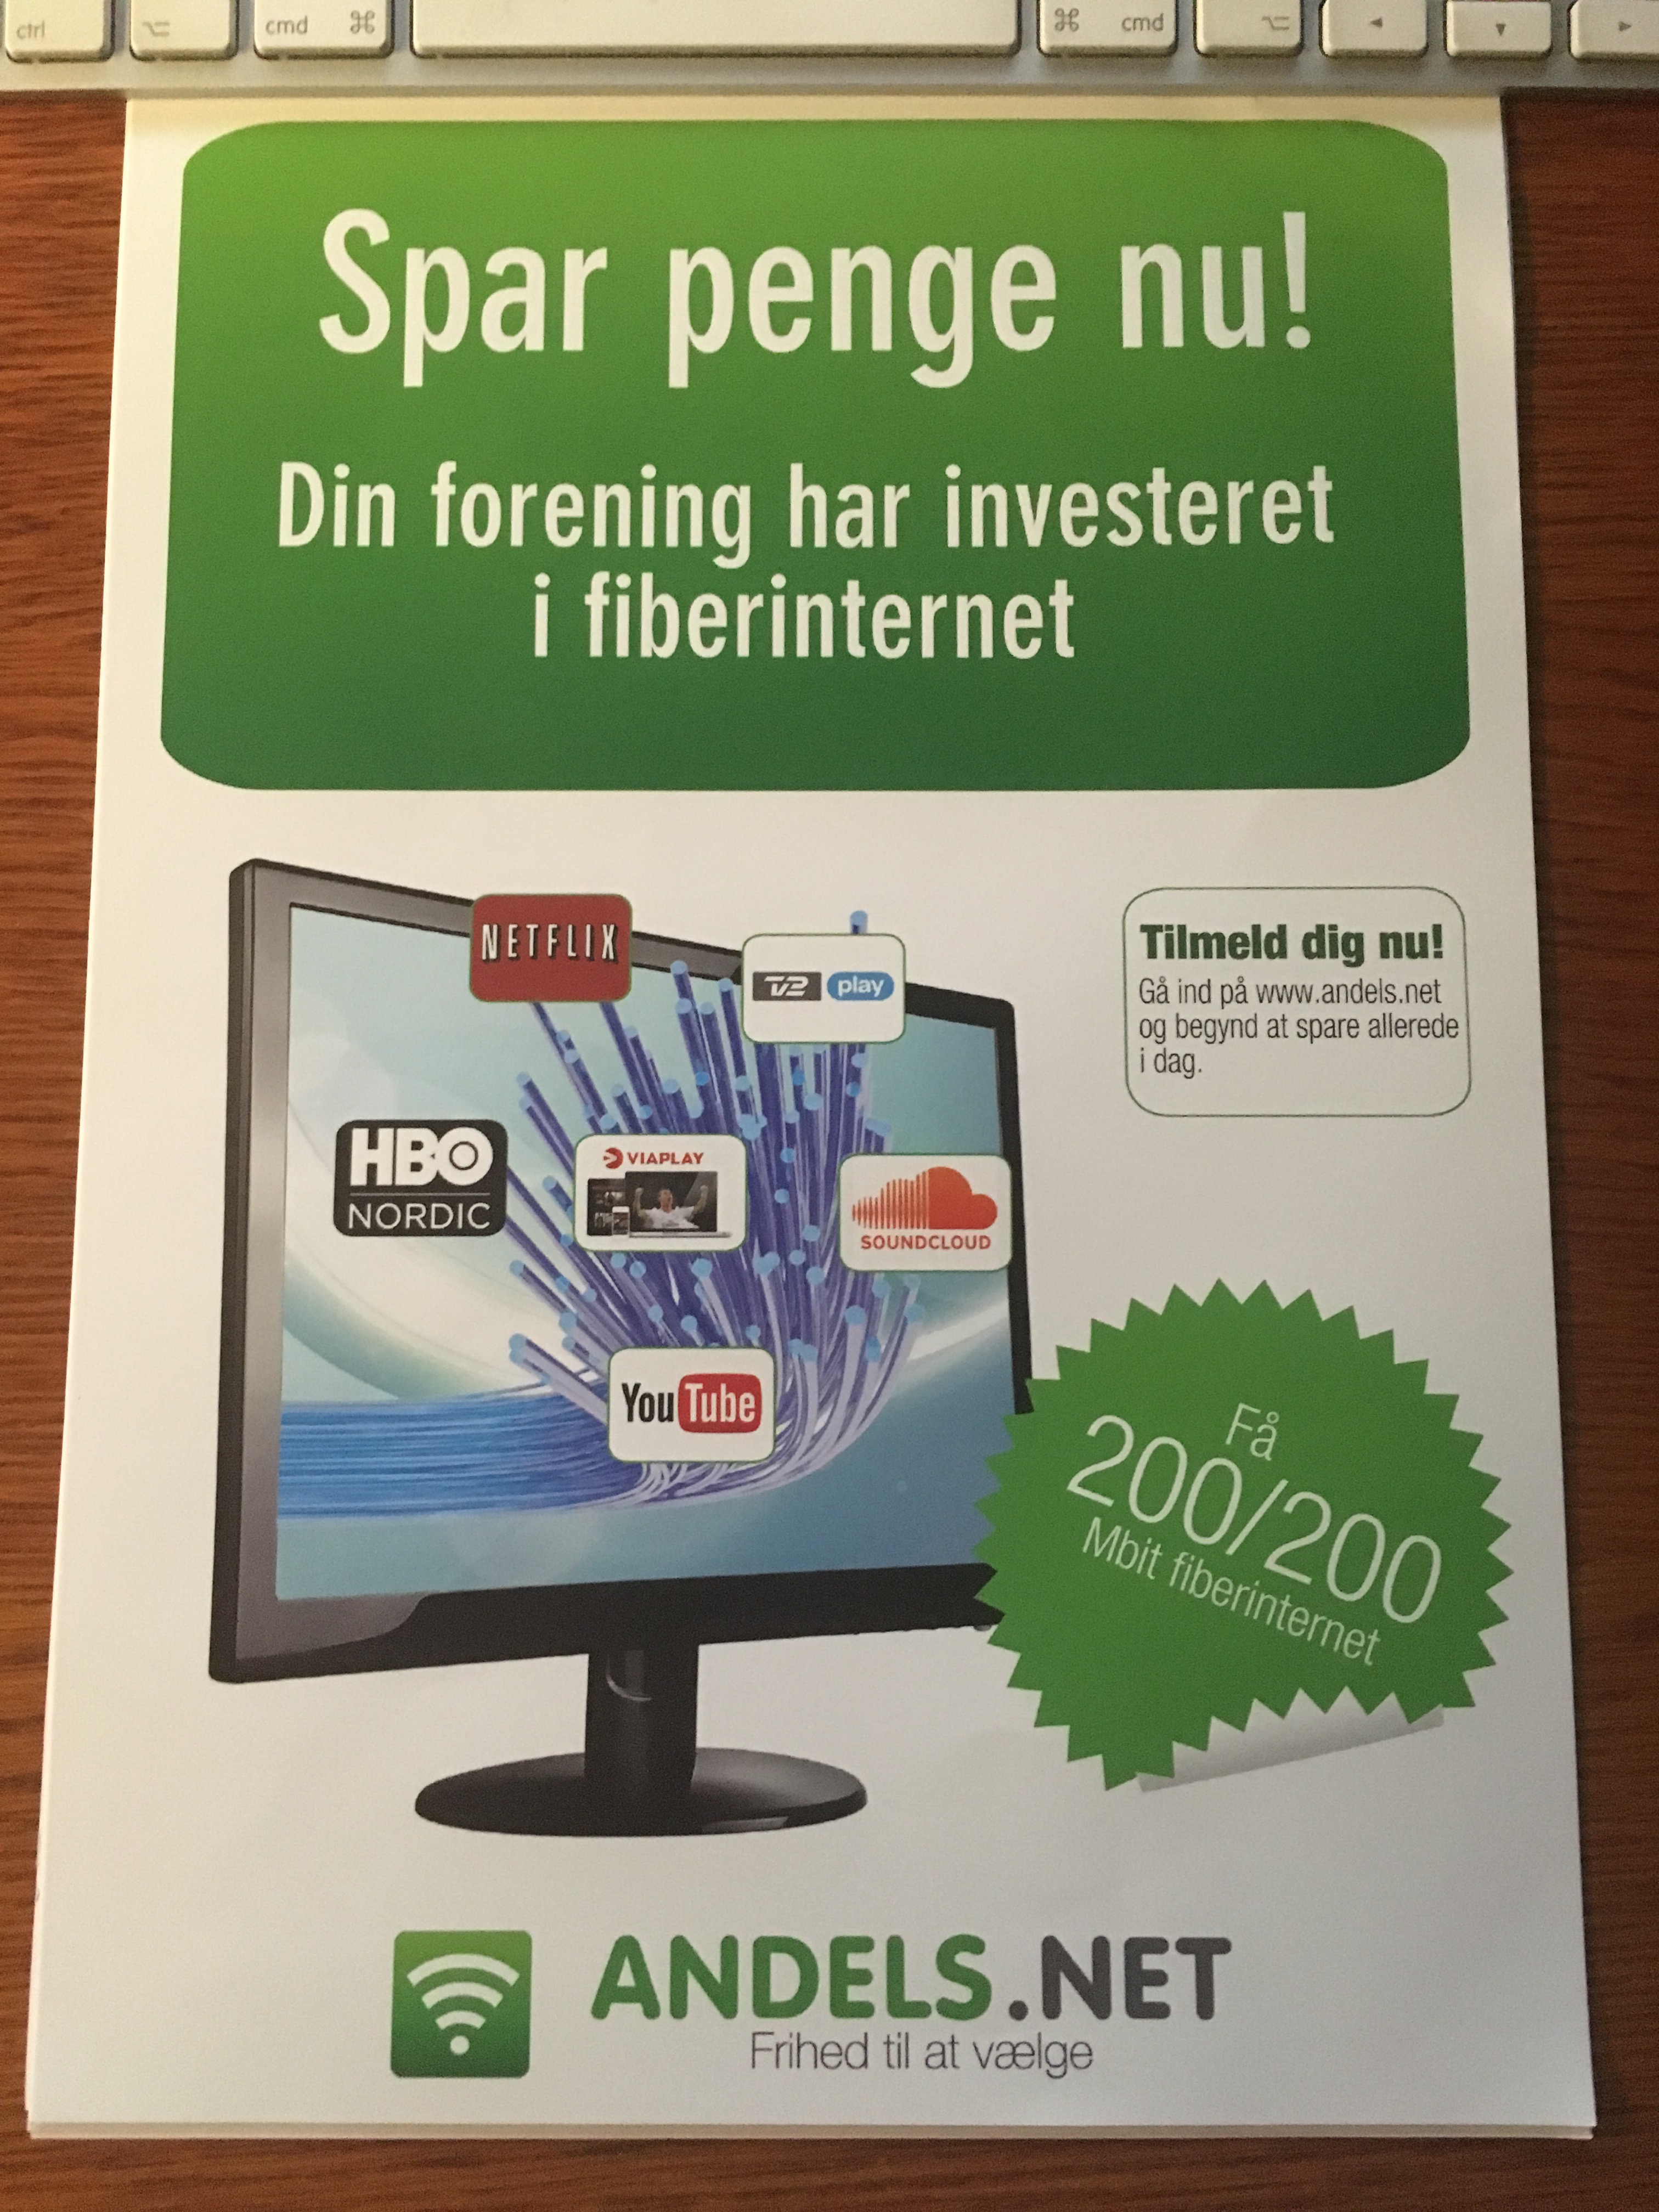 ctrl
cmd ⌘
⌘ cmd
Spar penge nu!
Din forening har investeret
i fiberinternet
NETFLIX
TV2 play
Tilmeld dig nu!
Gå ind på www.andels.net
og begynd at spare allerede
i dag.
HBO
NORDIC
VIAPLAY
SOUNDCLOUD
YouTube
Få
200/200
Mbit fiberinternet
ANDELS.NET
Frihed til at vælge